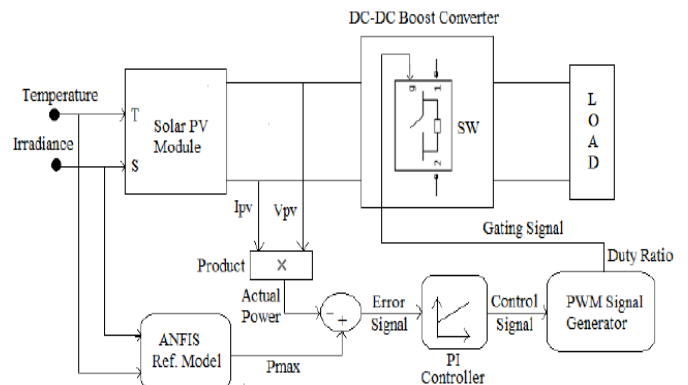 DC-DC Boost Converter
Temperature
T
Irradiance
S
Solar PV
Module
g
1
2
SW
L
O
A
D
Ipv
Vpv
Gating Signal
Duty Ratio
Product
X
Actual
Power
-
+
Error
Signal
PI
Controller
Control
Signal
PWM Signal
Generator
ANFIS
Ref. Model
Pmax